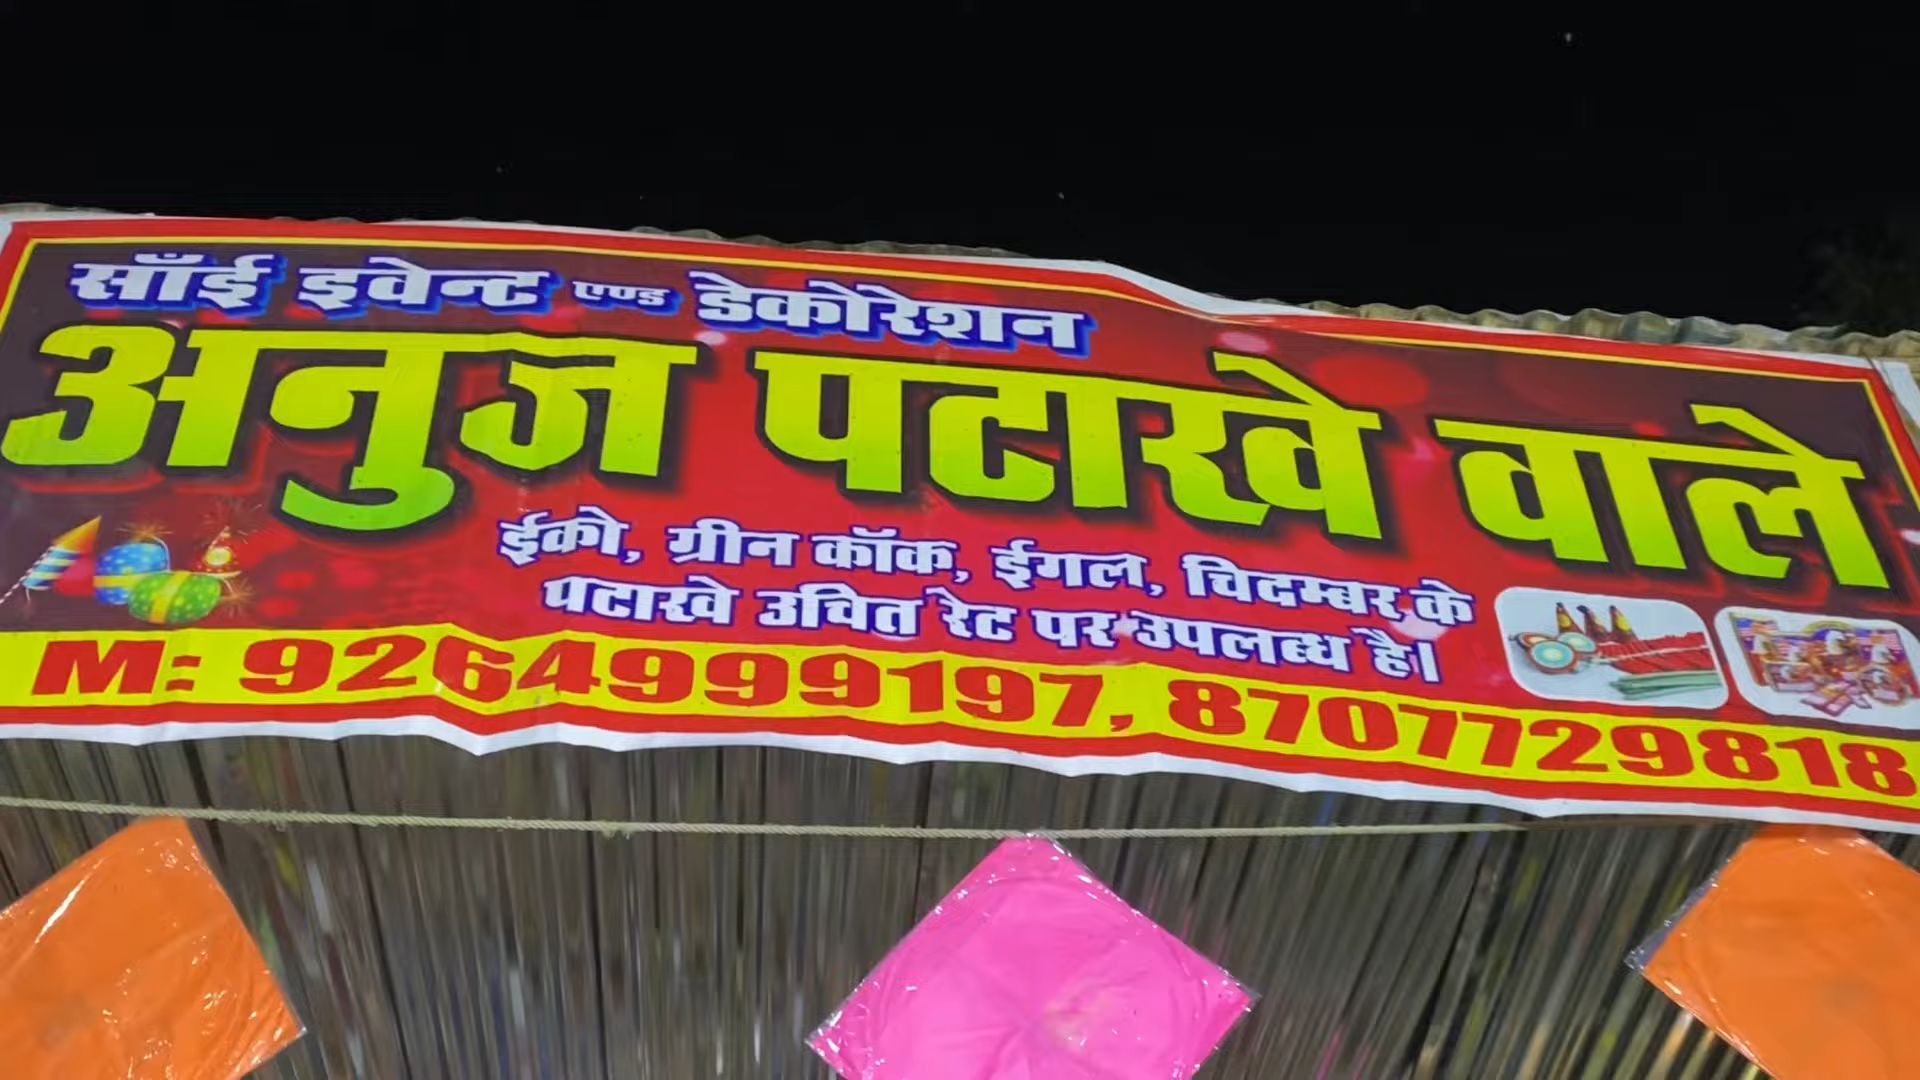 सॉंई इवेन्ट एण्ड डेकोरेशन
अनुज पटाखे वाले
ईको, ग्रीन कॉक, ईगल, चिदम्बर के
पटाखे उचित रेट पर उपलब्ध है।
M: 9264999197, 8707729818